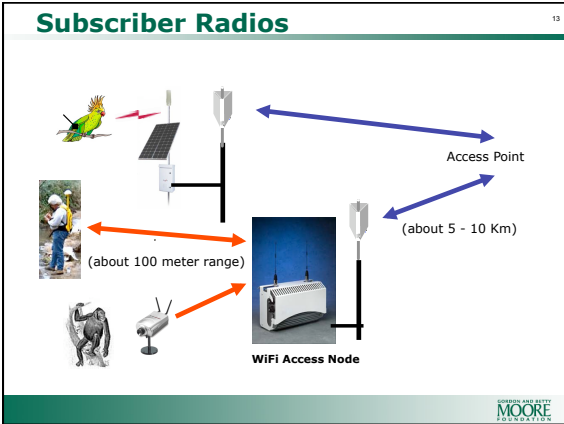 Subscriber Radios
13
Access Point
(about 5 - 10 Km)
(about 100 meter range)
WiFi Access Node
GORDON AND BETTY
MOORE
FOUNDATION